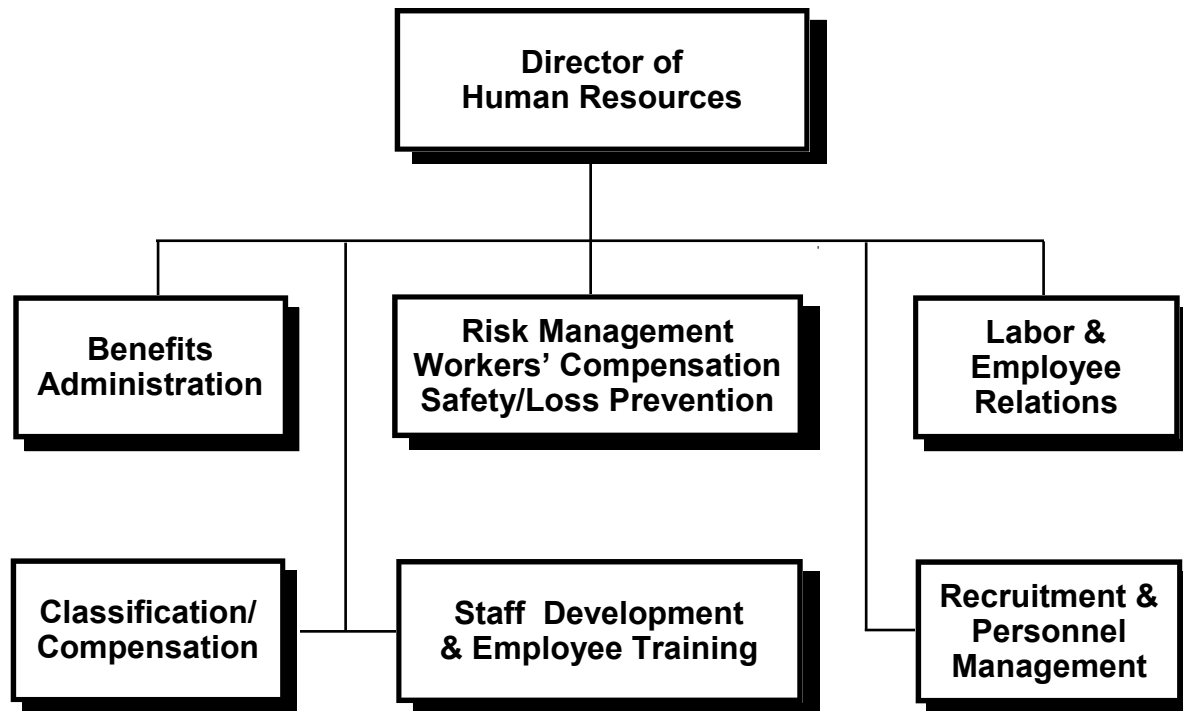 Director of
Human Resources
Benefits
Administration
Risk Management
Workers’ Compensation
Safety/Loss Prevention
Labor &
Employee
Relations
Classification/
Compensation
Staff Development
& Employee Training
Recruitment &
Personnel
Management